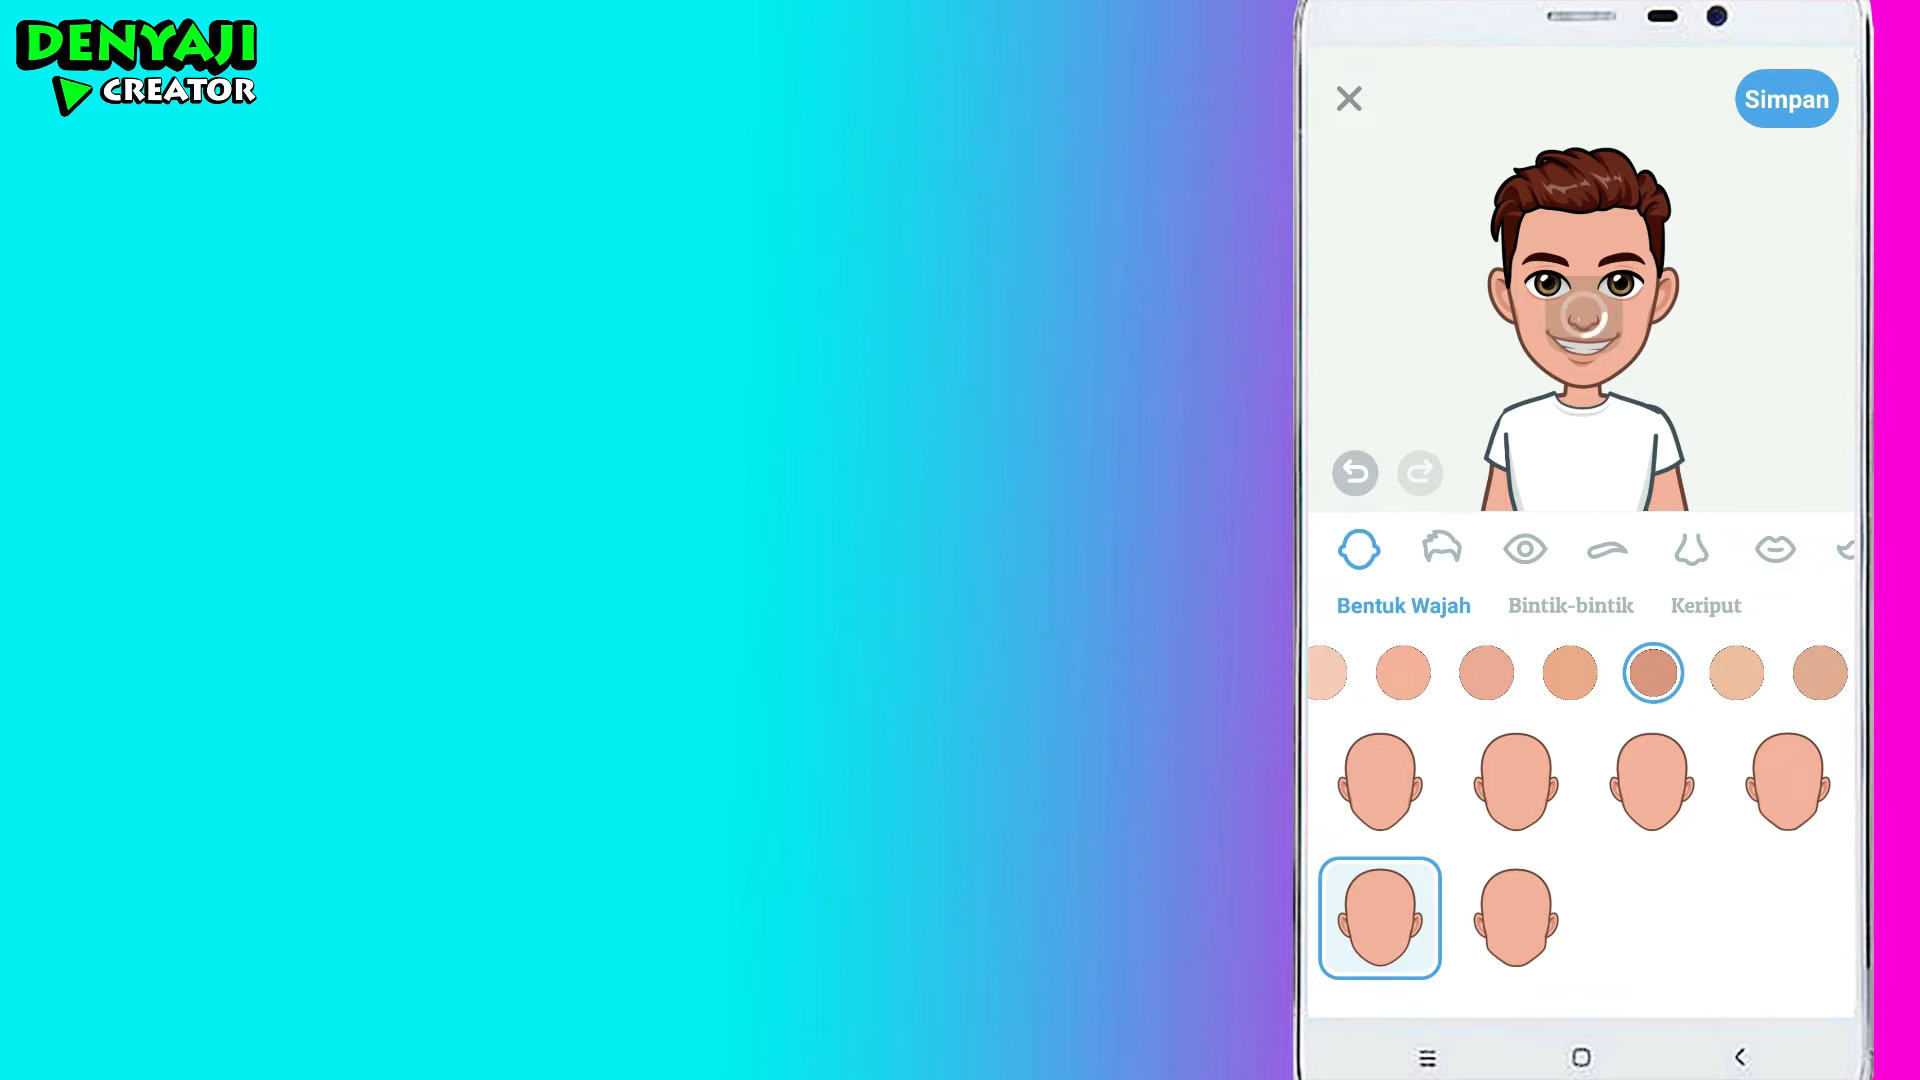 DENYAJI
CREATOR
Simpan
Bentuk Wajah
Bintik-bintik
Keriput